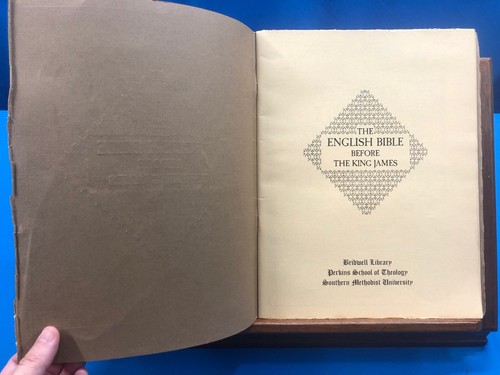 THE
ENGLISH BIBLE
BEFORE
THE KING JAMES
Bridwell Library
Perkins School of Theology
Southern Methodist University